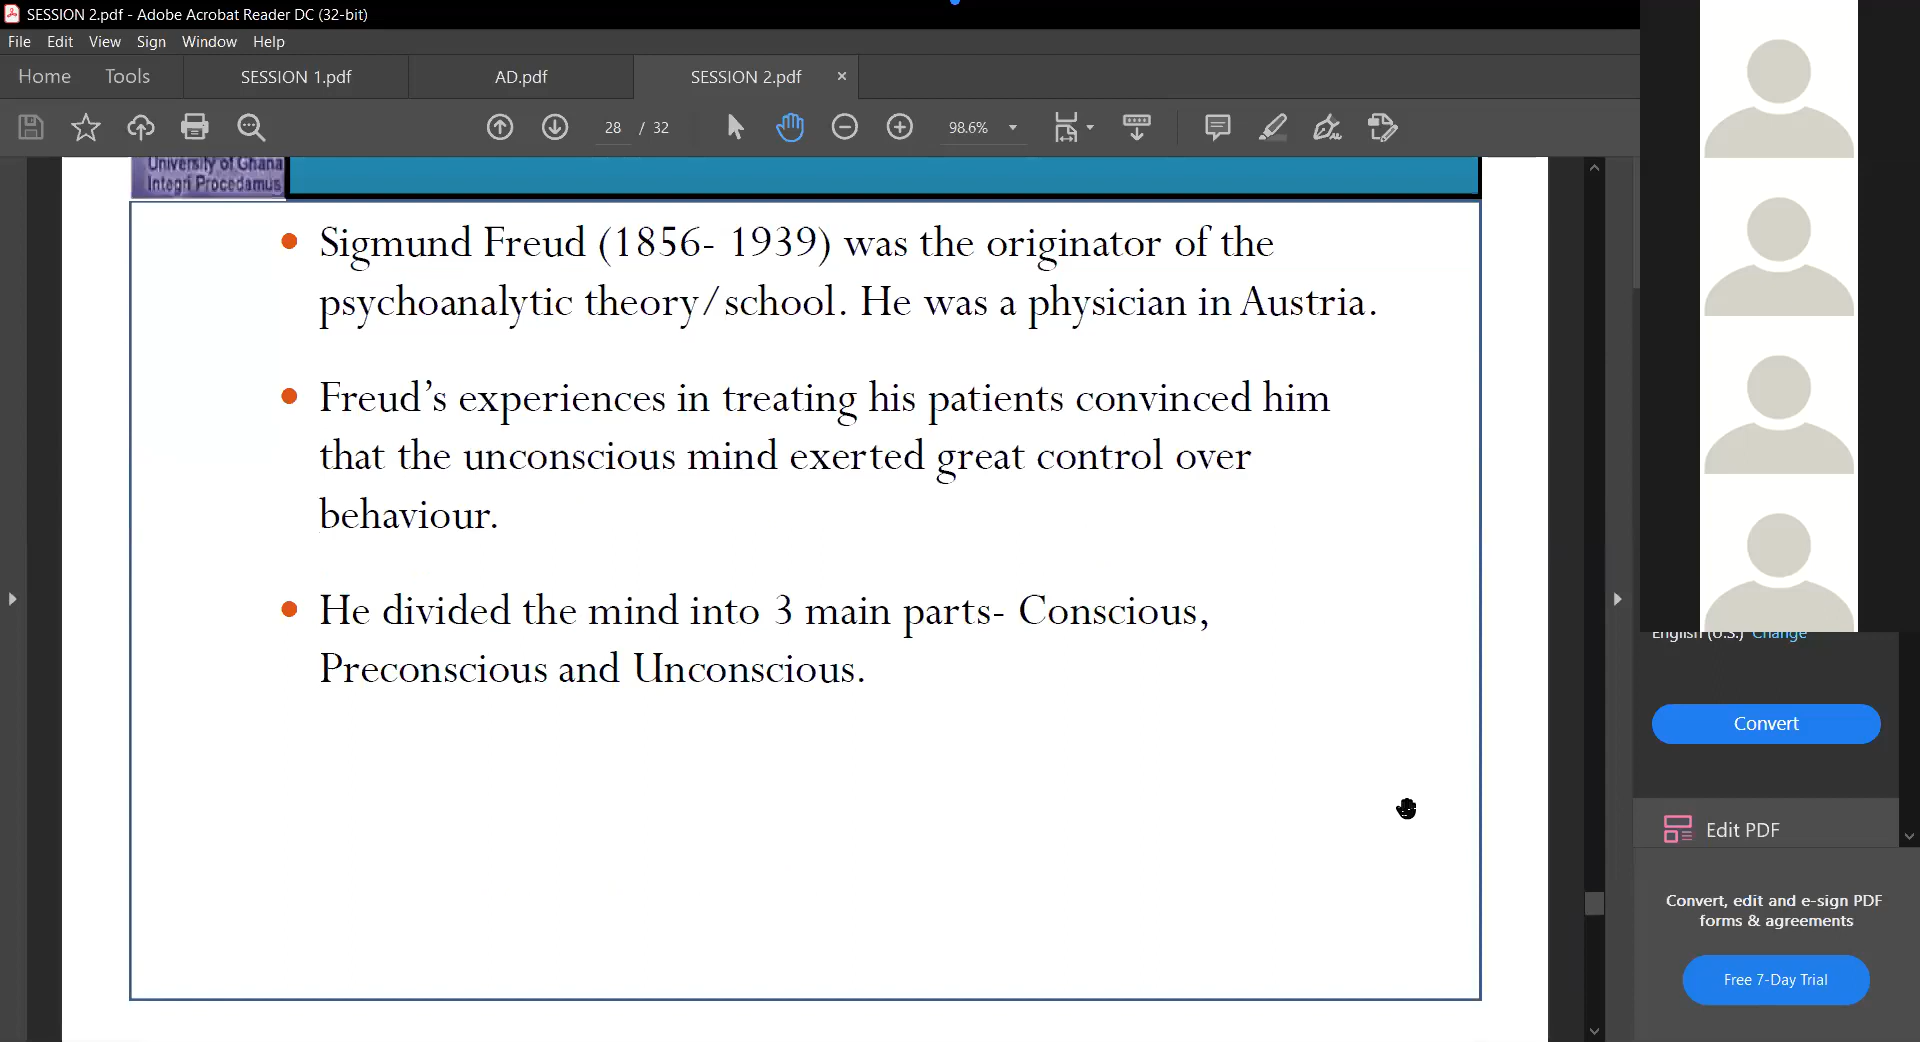 SESSION 2.pdf - Adobe Acrobat Reader DC (32-bit)
File Edit View Sign Window Help
Home Tools SESSION 1.pdf AD.pdf SESSION 2.pdf ×
28 / 32 98.6%
University of Ghana
Integri Procedamus
• Sigmund Freud (1856- 1939) was the originator of the
psychoanalytic theory/school. He was a physician in Austria.
• Freud’s experiences in treating his patients convinced him
that the unconscious mind exerted great control over
behaviour.
• He divided the mind into 3 main parts- Conscious,
Preconscious and Unconscious.
English (U.S.) Change
Convert
Edit PDF
Convert, edit and e-sign PDF
forms & agreements
Free 7-Day Trial